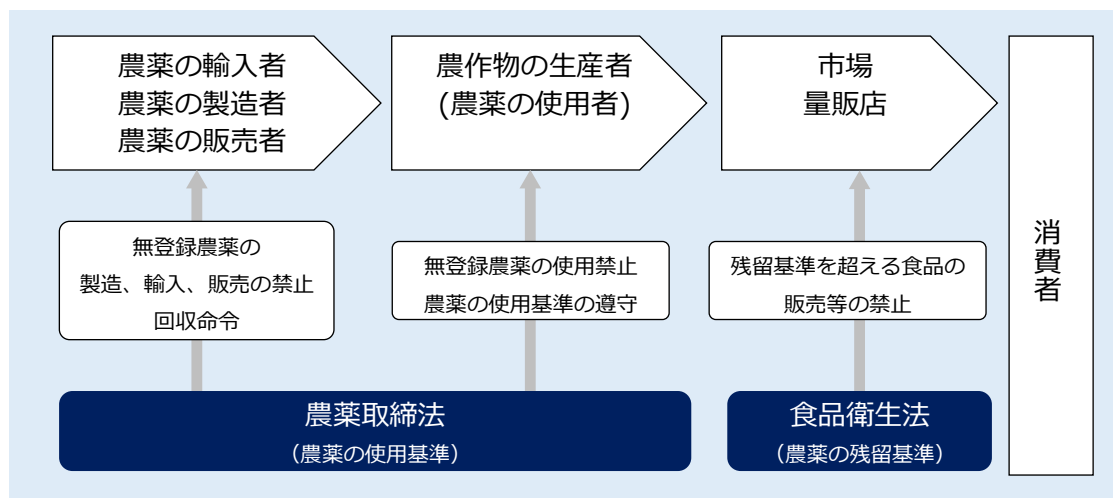 農薬の輸入者
農薬の製造者
農薬の販売者
農作物の生産者
(農薬の使用者)
市場
量販店
無登録農薬の
製造、輸入、販売の禁止
回収命令
無登録農薬の使用禁止
農薬の使用基準の遵守
残留基準を超える食品の
販売等の禁止
農薬取締法
（農薬の使用基準）
食品衛生法
（農薬の残留基準）
消費者